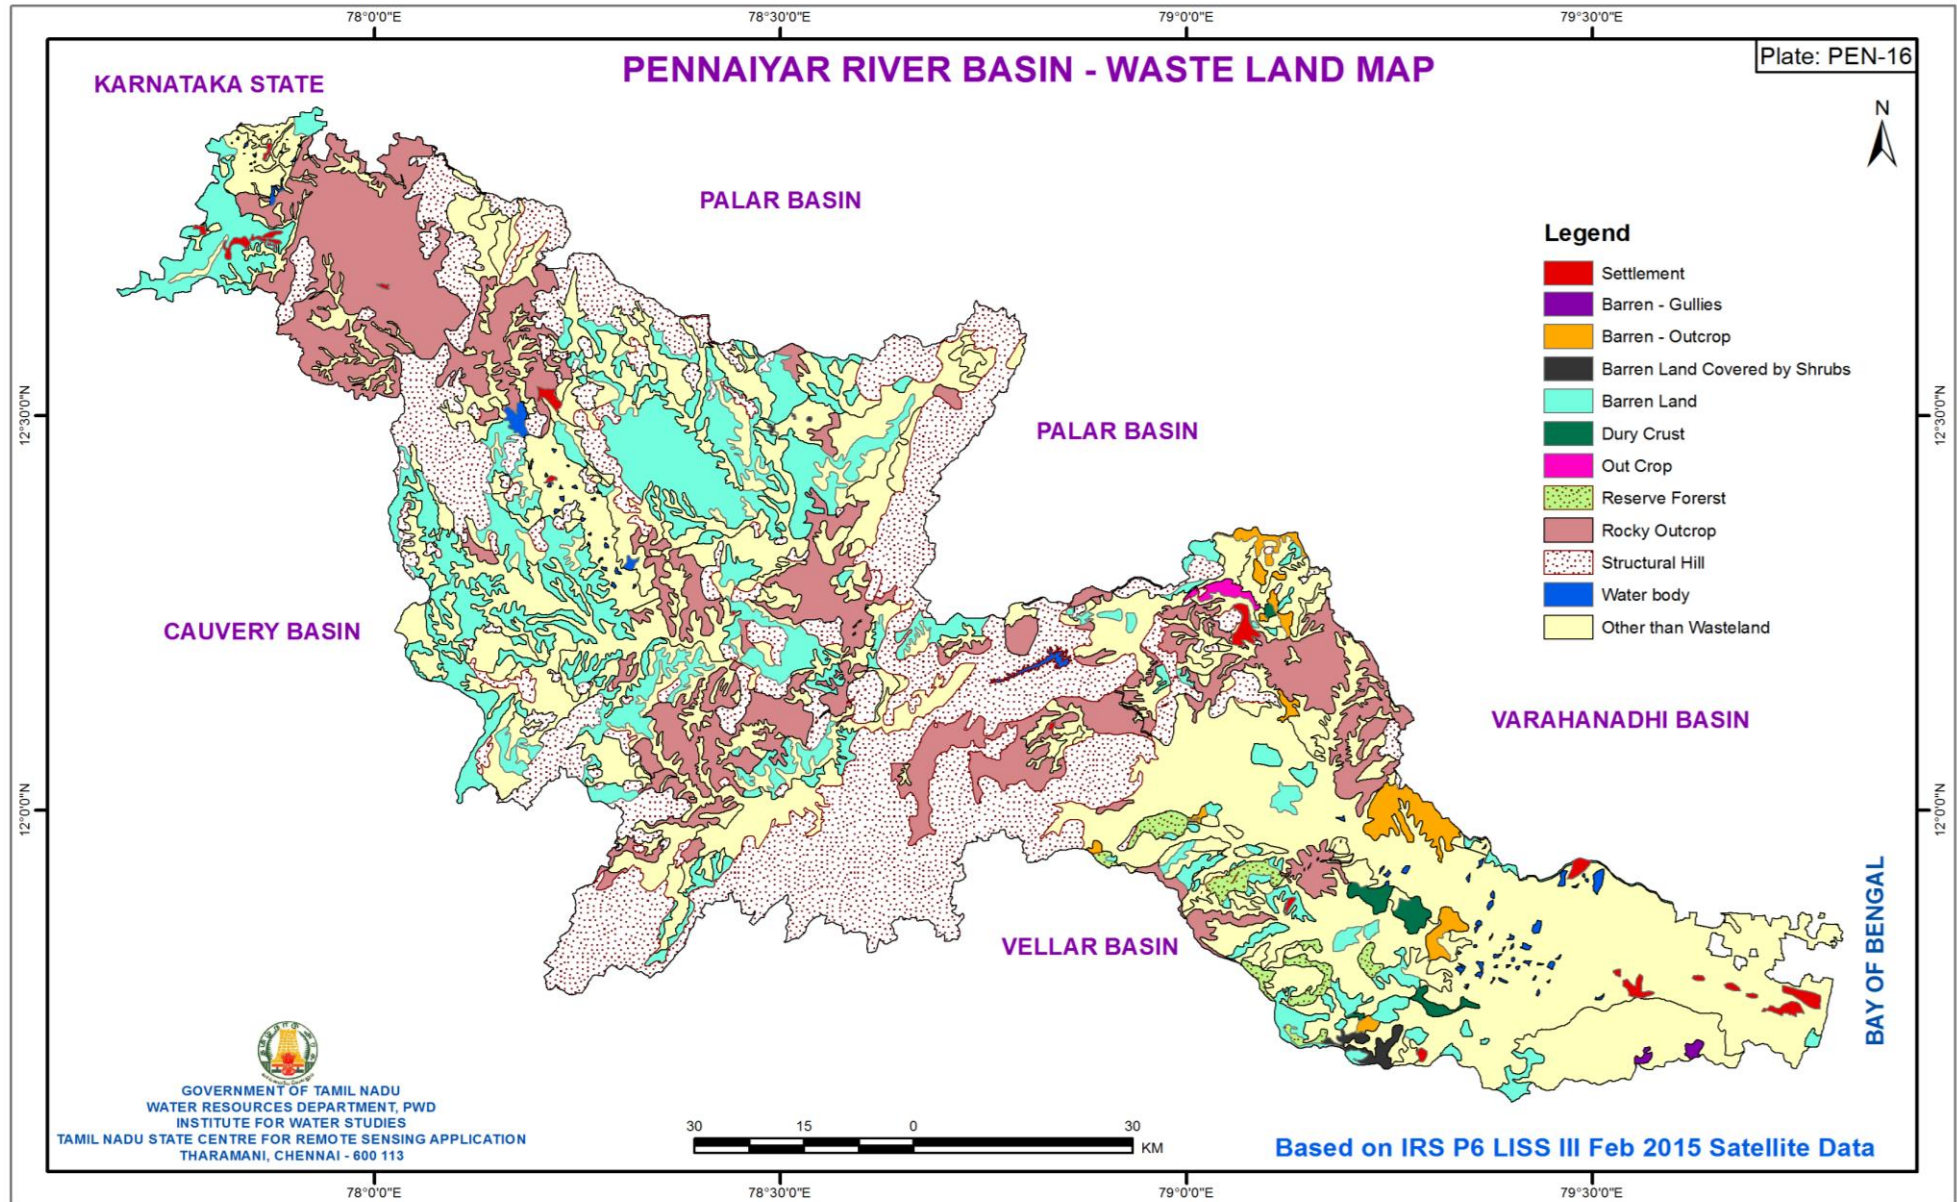 78°0'0"E
78°30'0"E
79°0'0"E
79°30'0"E
PENNAIYAR RIVER BASIN - WASTE LAND MAP
Plate: PEN-16
KARNATAKA STATE
N
PALAR BASIN
Legend
Settlement
Barren - Gullies
Barren - Outcrop
Barren Land Covered by Shrubs
Barren Land
Dury Crust
Out Crop
Reserve Forerst
Rocky Outcrop
Structural Hill
Water body
Other than Wasteland
12°30'0"N
12°30'0"N
PALAR BASIN
CAUVERY BASIN
VARAHANADHI BASIN
12°0'0"N
12°0'0"N
VELLAR BASIN
BAY OF BENGAL
GOVERNMENT OF TAMIL NADU
WATER RESOURCES DEPARTMENT, PWD
INSTITUTE FOR WATER STUDIES
TAMIL NADU STATE CENTRE FOR REMOTE SENSING APPLICATION
THARAMANI, CHENNAI - 600 113
30 15 0 30
KM
Based on IRS P6 LISS III Feb 2015 Satellite Data
78°0'0"E
78°30'0"E
79°0'0"E
79°30'0"E